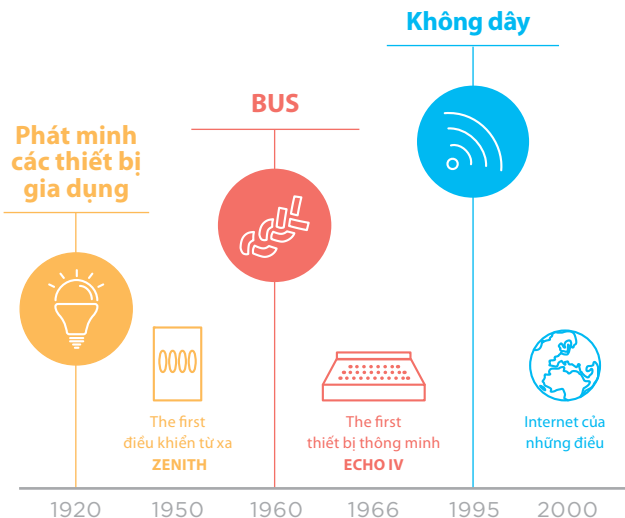 Không dây
BUS
Phát minh
các thiết bị
gia dụng
The first
điều khiển từ xa
ZENITH
The first
thiết bị thông minh
ECHO IV
Internet của
những điều
1920 1950 1960 1966 1995 2000